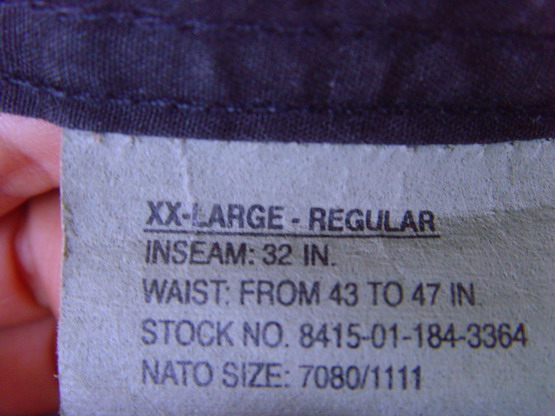 XX-LARGE - REGULAR
INSEAM: 32 IN.
WAIST: FROM 43 TO 47 IN.
STOCK NO. 8415-01-184-3364
NATO SIZE: 7080/1111